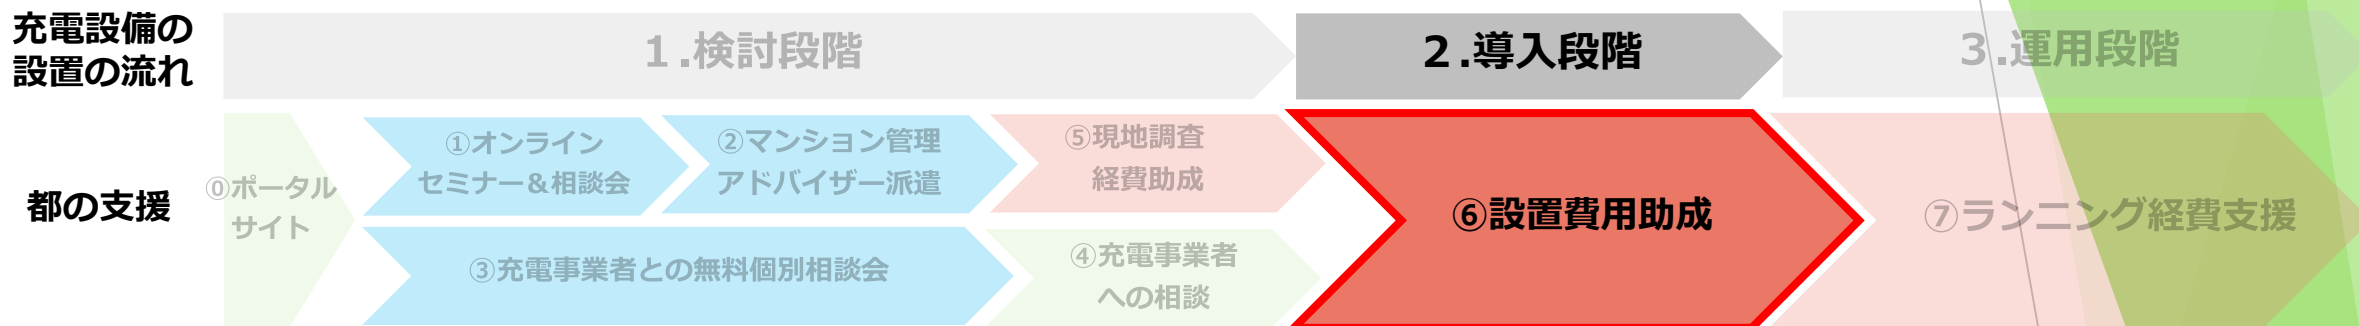 充電設備の
設置の流れ
１.検討段階
２.導入段階
３.運用段階
都の支援
⓪ポータル
サイト
①オンライン
セミナー＆相談会
②マンション管理
アドバイザー派遣
③充電事業者との無料個別相談会
⑤現地調査
経費助成
④充電事業者
への相談
⑥設置費用助成
⑦ランニング経費支援